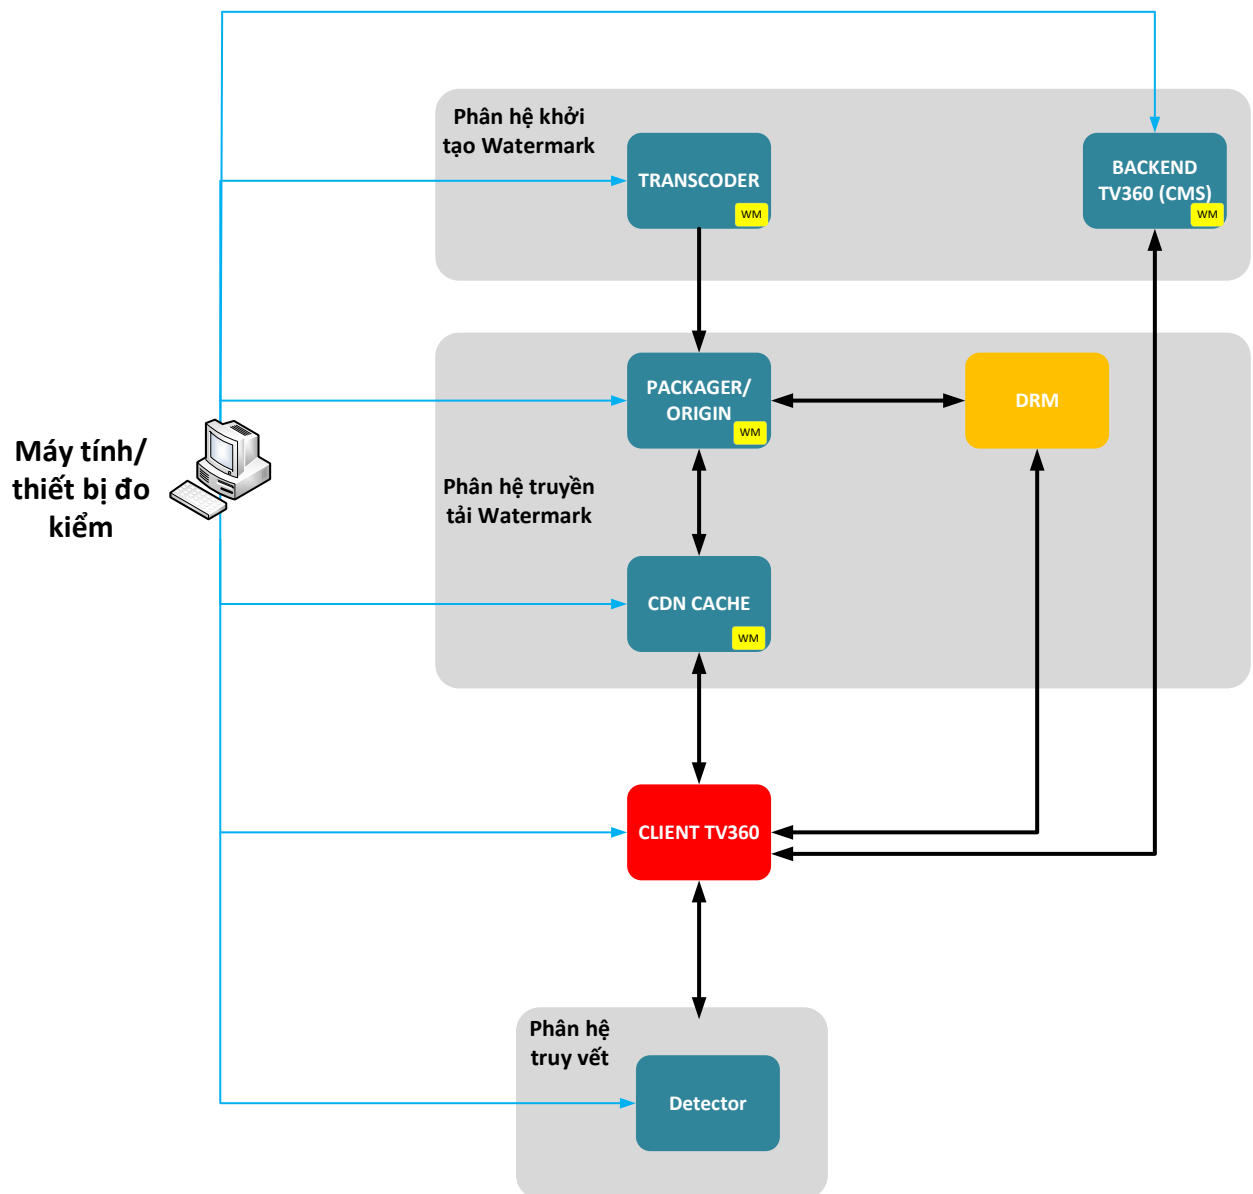 Phân hệ khởi
tạo Watermark
TRANSCODER
WM
BACKEND
TV360 (CMS)
WM
PACKAGER/
ORIGIN
WM
DRM
Máy tính/
thiết bị đo
kiểm
Phân hệ truyền
tải Watermark
CDN CACHE
WM
CLIENT TV360
Phân hệ
truy vết
Detector